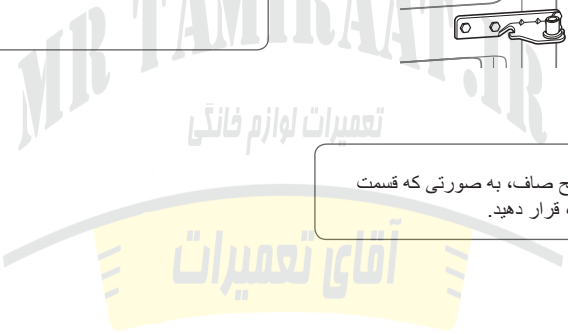 MR TAMIRAAT.IR
تعمیرات لوازم خانگی
صاف، به صورتی که قسمت
قرار دهید.
آقای تعمیرات